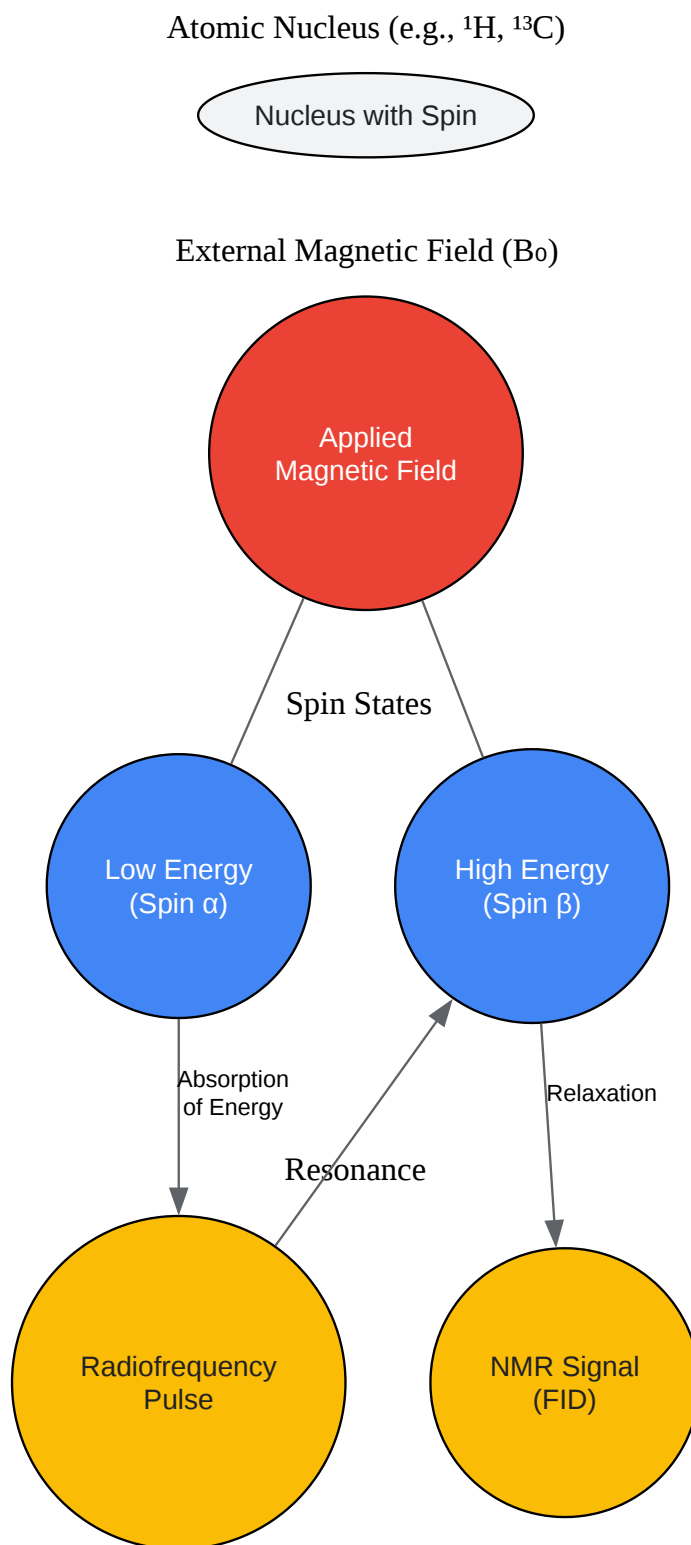 Atomic Nucleus (e.g., ¹H, ¹³C)
Nucleus with Spin
External Magnetic Field (B₀)
Applied
Magnetic Field
Spin States
Low Energy
(Spin α)
High Energy
(Spin β)
Absorption
of Energy
Relaxation
Resonance
Radiofrequency
Pulse
NMR Signal
(FID)